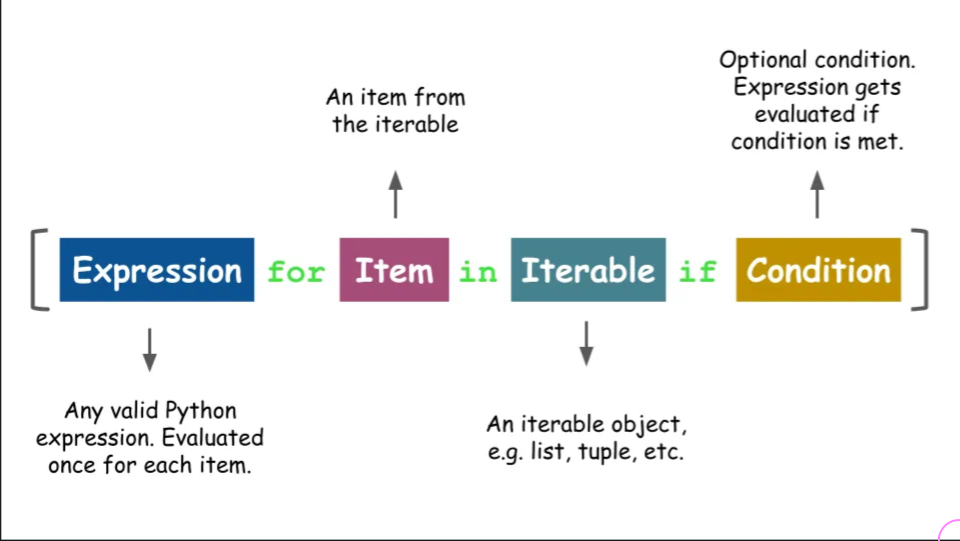 Optional condition.
Expression gets
evaluated if
condition is met.
An item from
the iterable
[Expression for Item in Iterable if Condition]
Any valid Python
expression. Evaluated
once for each item.
An iterable object,
e.g. list, tuple, etc.